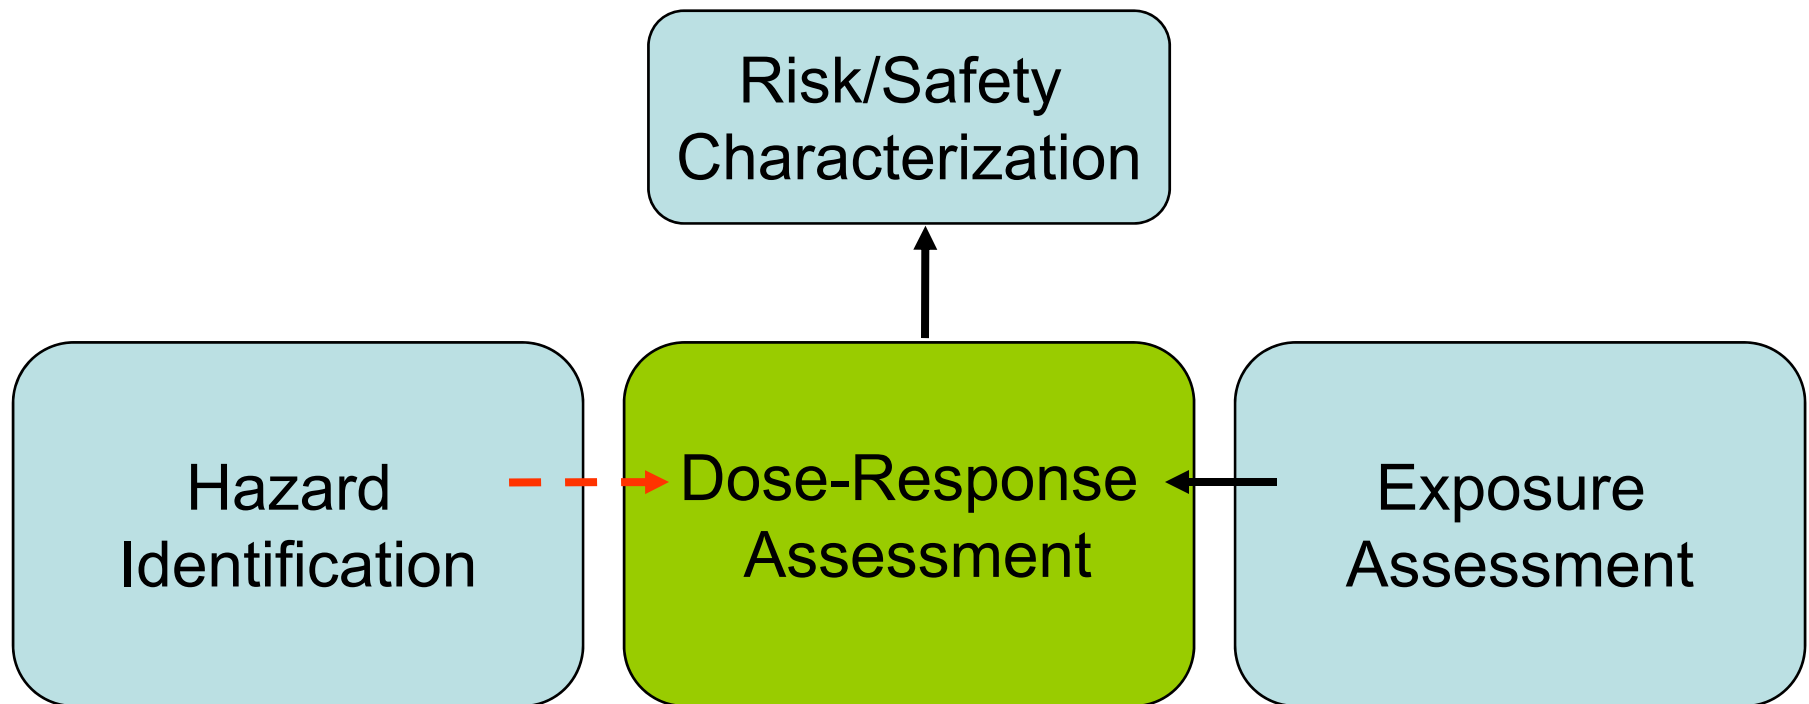 Risk/Safety
Characterization
Hazard
Identification
Dose-Response
Assessment
Exposure
Assessment